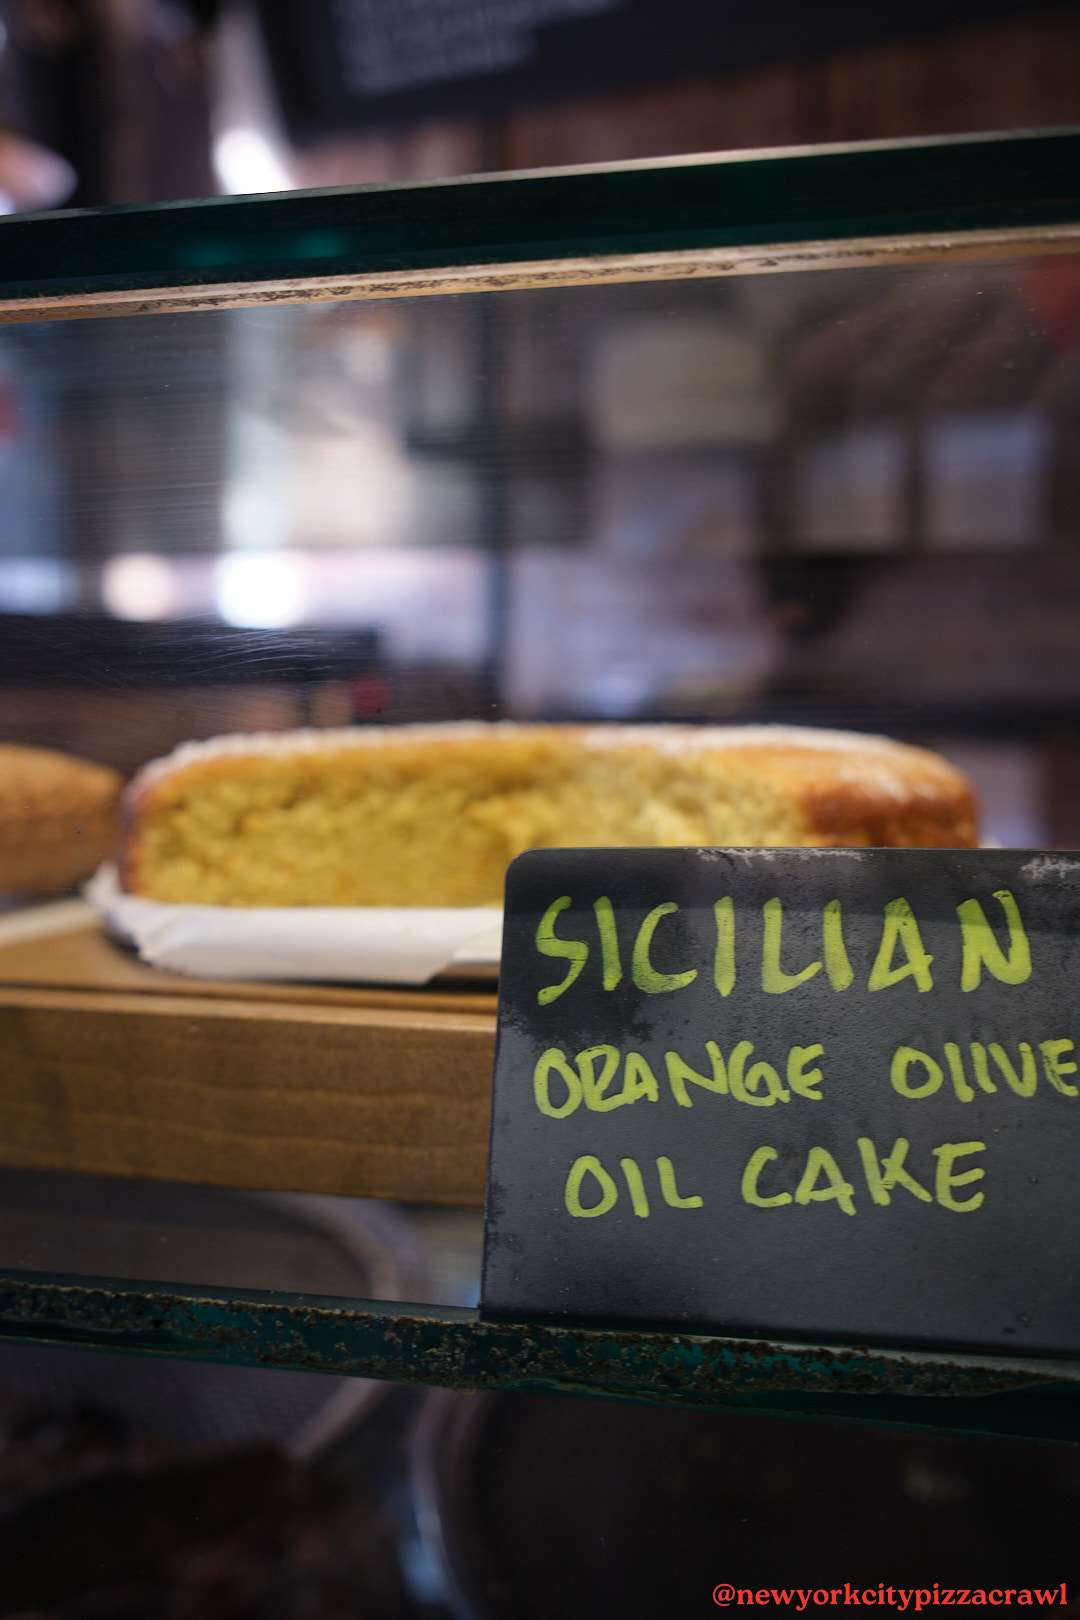 SICILIAN
ORANGE OLIVE
OIL CAKE
@newyorkcitypizzacrawl